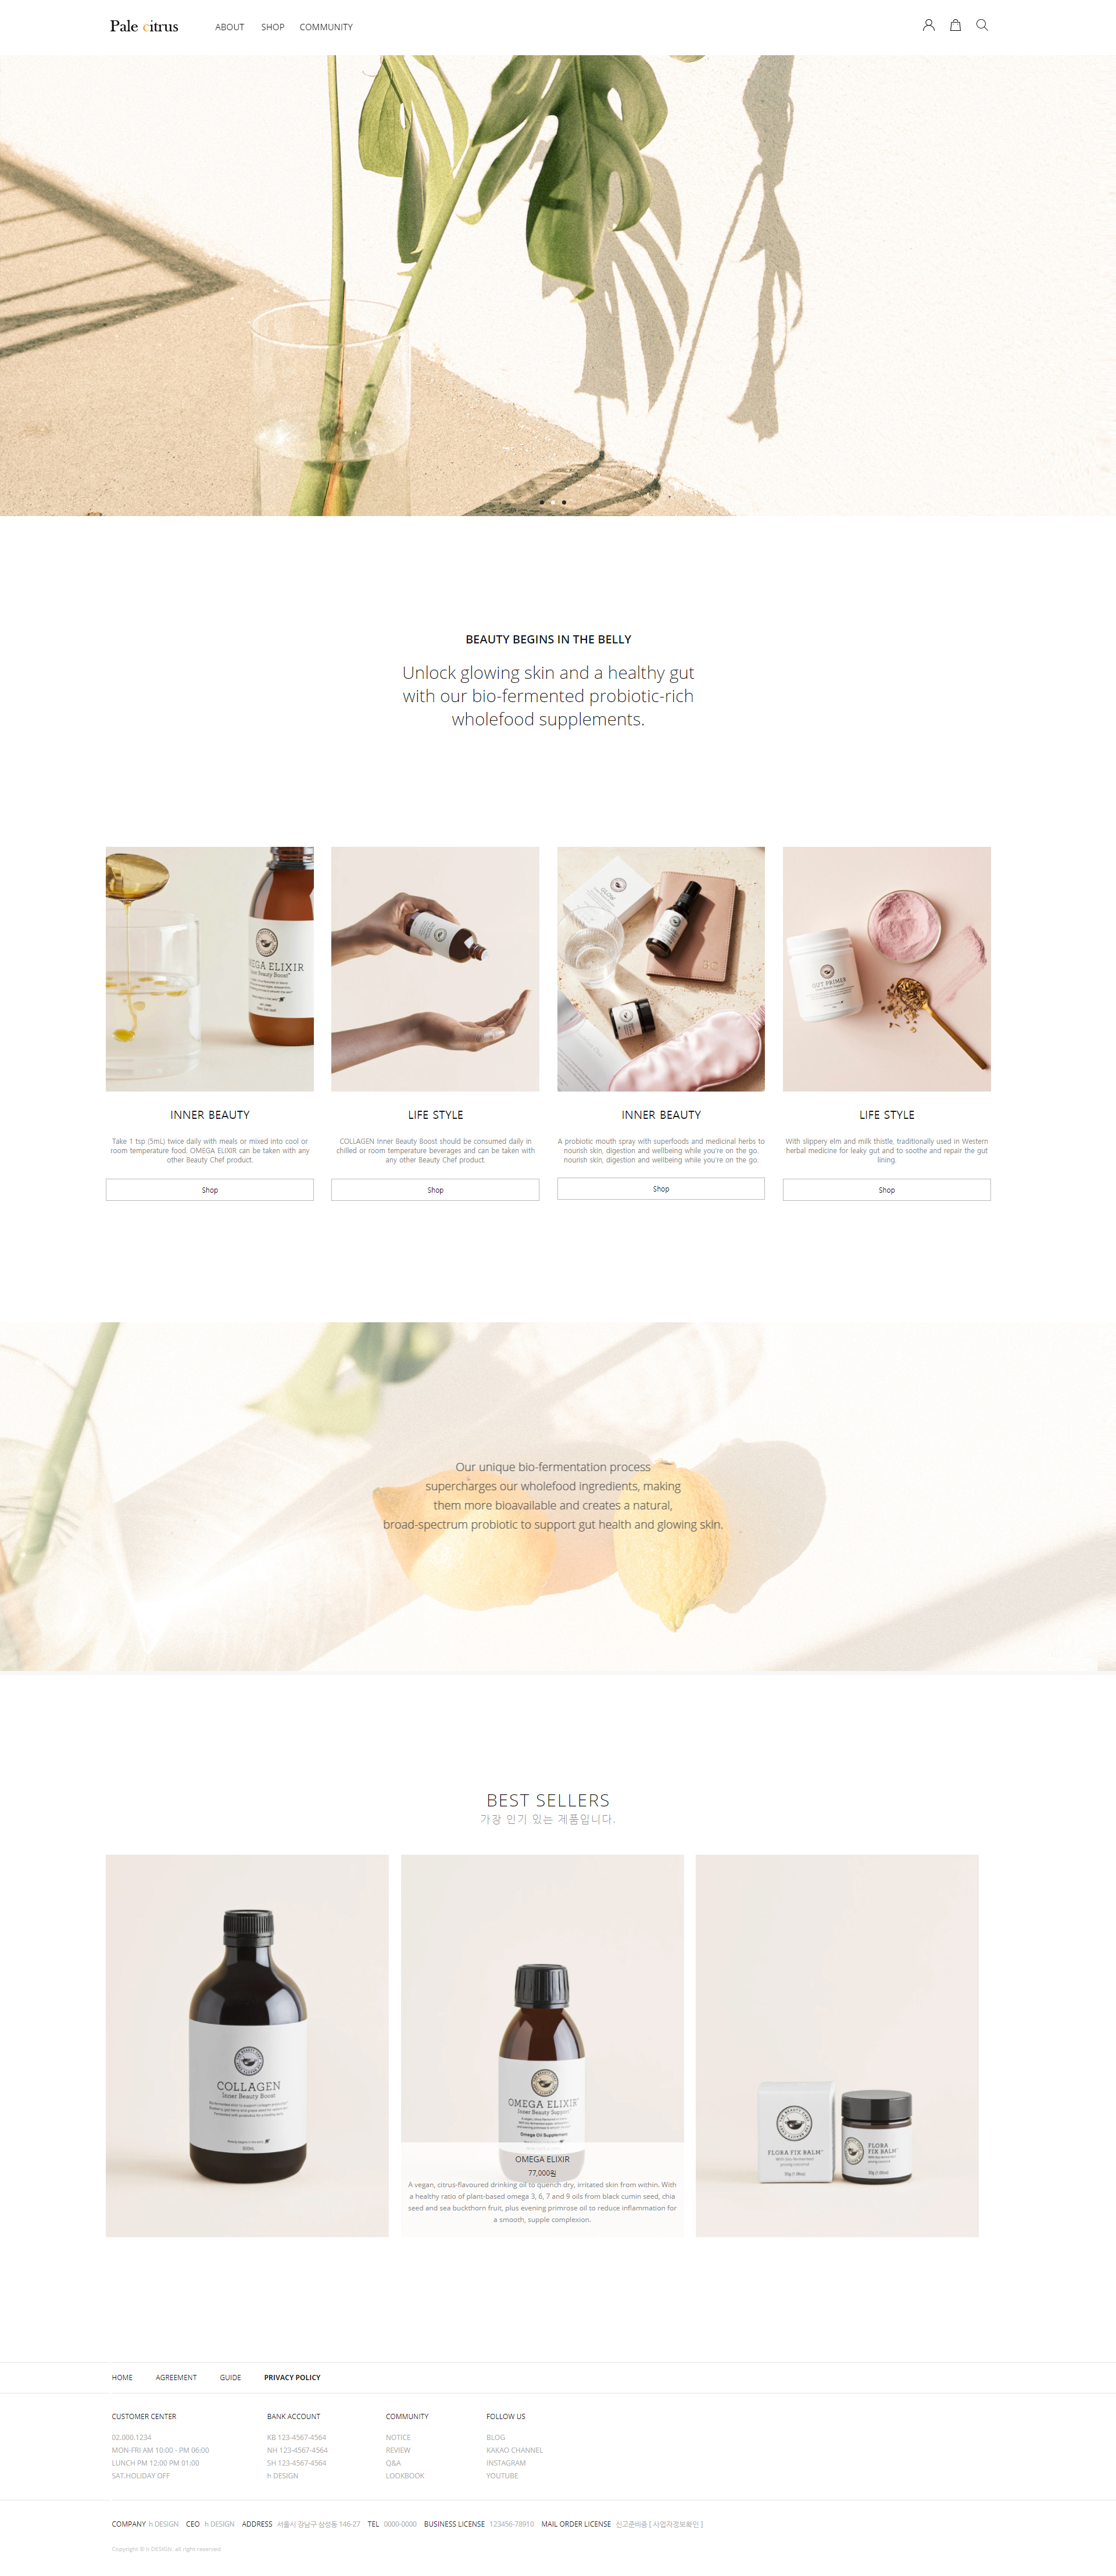 Pale citrus
ABOUT SHOP COMMUNITY
BEAUTY BEGINS IN THE BELLY
Unlock glowing skin and a healthy gut
with our bio-fermented probiotic-rich
wholefood supplements.
OMEGA ELIXIR
GLOW
GUT PRIMER
INNER BEAUTY
Take 1 tsp (5mL) twice daily with meals or mixed into cool or
room temperature food. OMEGA ELIXIR can be taken with any
other Beauty Chef product.
Shop
LIFE STYLE
COLLAGEN Inner Beauty Boost should be consumed daily in
chilled or room temperature beverages and can be taken with
any other Beauty Chef product.
Shop
INNER BEAUTY
A probiotic mouth spray with superfoods and medicinal herbs to
nourish skin, digestion and wellbeing while you're on the go.
nourish skin, digestion and wellbeing while you're on the go.
Shop
LIFE STYLE
With slippery elm and milk thistle, traditionally used in Western
herbal medicine for leaky gut and to soothe and repair the gut
lining.
Shop
Our unique bio-fermentation process
supercharges our wholefood ingredients, making
them more bioavailable and creates a natural,
broad-spectrum probiotic to support gut health and glowing skin.
BEST SELLERS
가장 인기 있는 제품입니다.
COLLAGEN
Inner Beauty Boost
OMEGA ELIXIR
Inner Beauty Support
Omega Oil Supplement
OMEGA ELIXIR
77,000원
A vegan, citrus-flavoured drinking oil to quench dry, irritated skin from within. With
a healthy ratio of plant-based omega 3, 6, 7 and 9 oils from black cumin seed, chia
seed and sea buckthorn fruit, plus evening primrose oil to reduce inflammation for
a smooth, supple complexion.
FLORA FIX BALM
FLORA
FIX BALM
HOME AGREEMENT GUIDE PRIVACY POLICY
CUSTOMER CENTER
02.000.1234
MON-FRI AM 10:00 - PM 06:00
LUNCH PM 12:00 PM 01:00
SAT.HOLIDAY OFF
BANK ACCOUNT
KB 123-4567-4564
NH 123-4567-4564
SH 123-4567-4564
h DESIGN
COMMUNITY
NOTICE
REVIEW
Q&A
LOOKBOOK
FOLLOW US
BLOG
KAKAO CHANNEL
INSTAGRAM
YOUTUBE
COMPANY h DESIGN CEO h DESIGN ADDRESS 서울시 강남구 삼성동 146-27 TEL 0000-0000 BUSINESS LICENSE 123456-78910 MAIL ORDER LICENSE 신고준비중 [ 사업자정보확인 ]
Copyright © h DESIGN. all right reserved